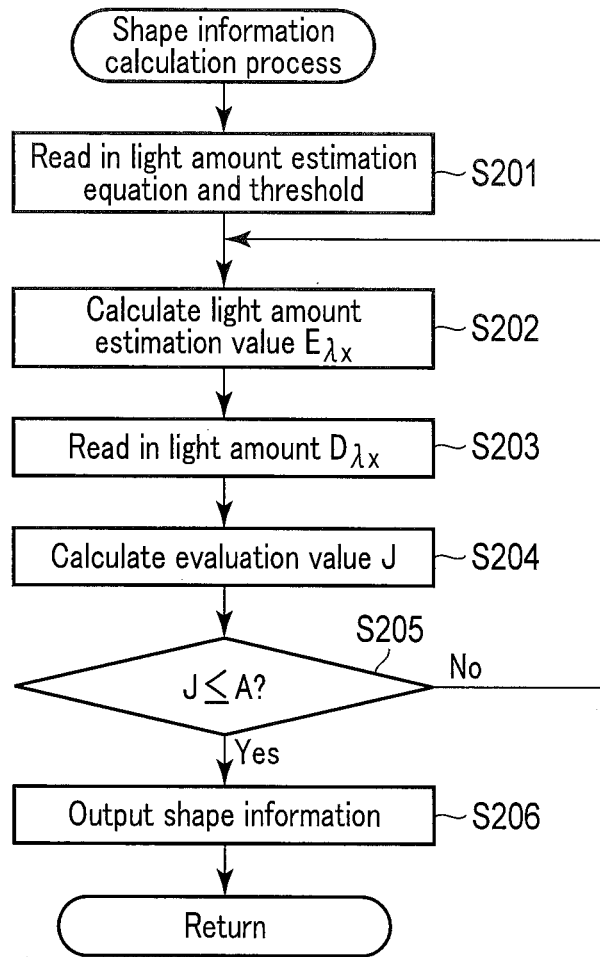 Shape information
calculation process
Read in light amount estimation
equation and threshold
S201
Calculate light amount
estimation value Eλx
S202
Read in light amount Dλx
S203
Calculate evaluation value J
S204
S205
J ≤ A?
No
Yes
Output shape information
S206
Return